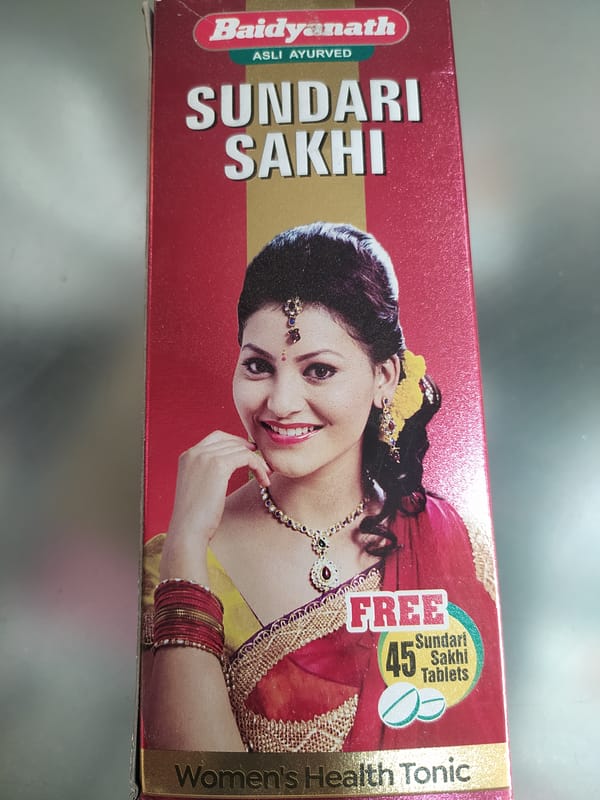 Baidyanath
ASLI AYURVED
SUNDARI
SAKHI
FREE
45 Sundari
Sakhi
Tablets
Women's Health Tonic